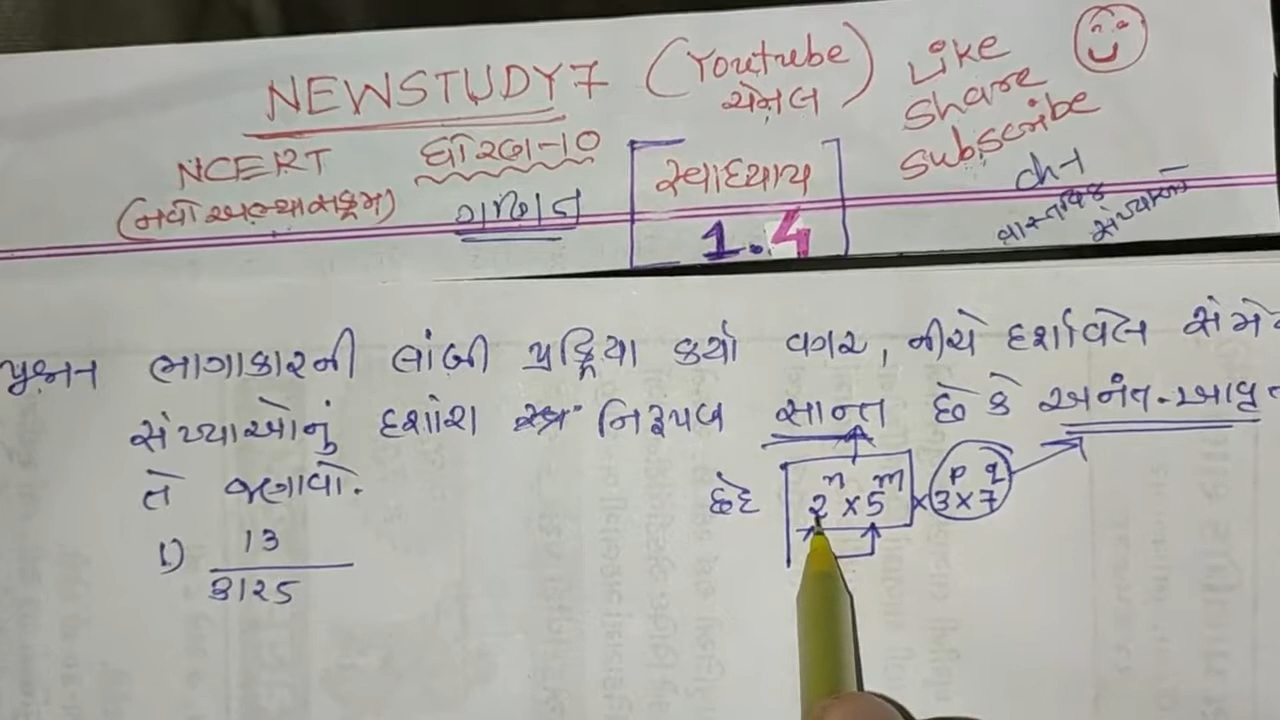 NEWSTUDY7 (Youtube ચેનલ) Like Share Subscribe
NCERT ધોરણ-10
(નવો અભ્યાસક્રમ) ગણિત
સ્વાધ્યાય
1.4
ch-1
વાસ્તવિક
સંખ્યાઓ
ભાગાકારની લાંબી પ્રક્રિયા કર્યા વગર, નીચે દર્શાવેલ
સંખ્યાઓનું દશાંશ નિરૂપણ સાન્ત છે કે અનંત-આવૃત
તે જણાવો.
છેદ 2ⁿ × 5ᵐ × 3ᵖ × 7^q
1) 13
3125